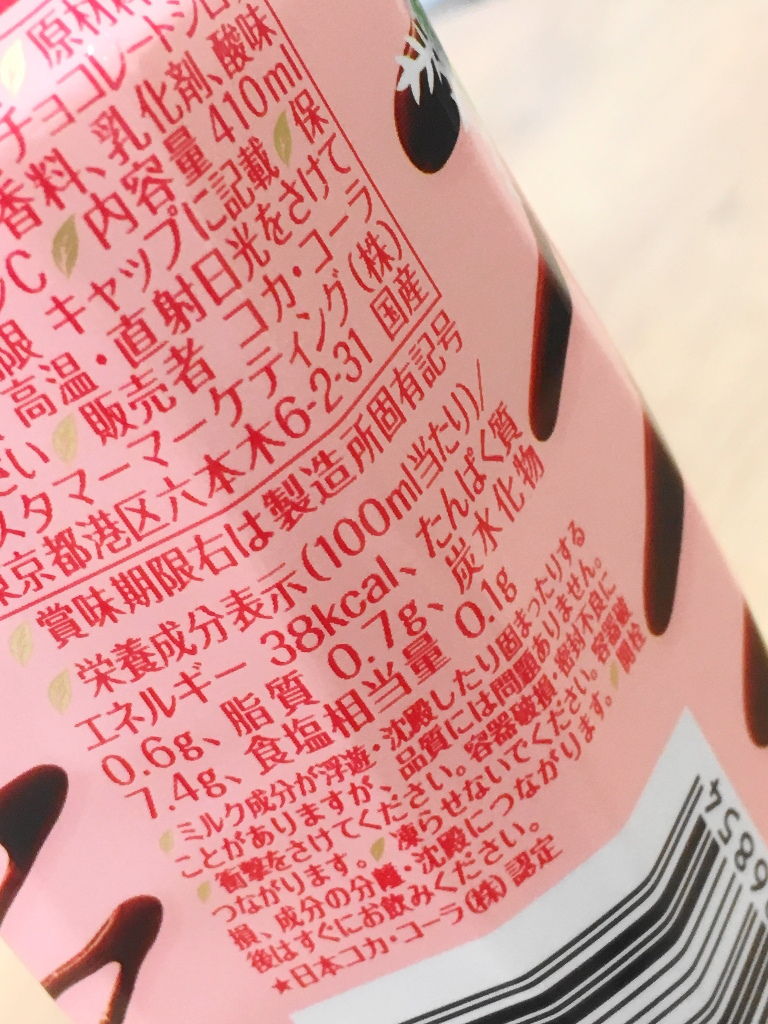 原材料
チョコレートシロ
香料、乳化剤、酸味
C 内容量 410ml
限 キャップに記載 保
高温・直射日光をさけて
さい 販売者 コカ・コーラ
スタマーマーケティング(株)
東京都港区六本木6-2-31 国産
賞味期限右は製造所固有記号
栄養成分表示(100ml当たり)/
エネルギー 38kcal、たんぱく質
0.6g、脂質 0.7g、炭水化物
7.4g、食塩相当量 0.1g
ミルク成分が浮遊・沈殿したり固まったりする
ことがありますが、品質には問題ありません。
衝撃をさけてください。容器破損・密封不良に
つながります。凍らせないでください。容器破
損、成分の分離・沈殿につながります。開栓
後はすぐにお飲みください。
★日本コカ・コーラ(株)認定
6824